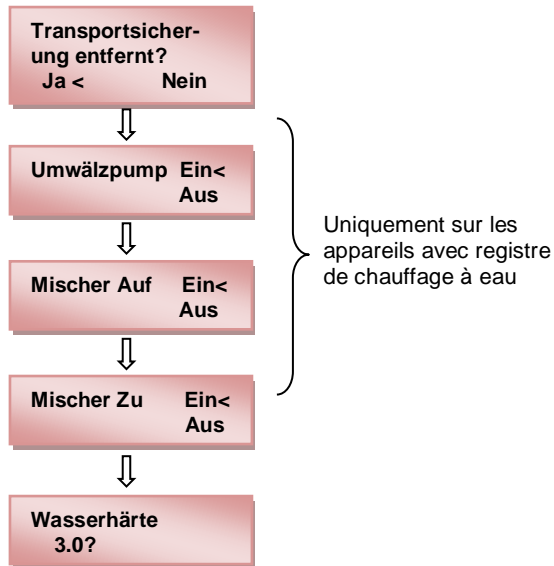 Transportsicher-
ung entfernt?
Ja < Nein
Umwälzpump Ein<
Aus
Mischer Auf Ein<
Aus
Mischer Zu Ein<
Aus
Uniquement sur les
appareils avec registre
de chauffage à eau
Wasserhärte
3.0?